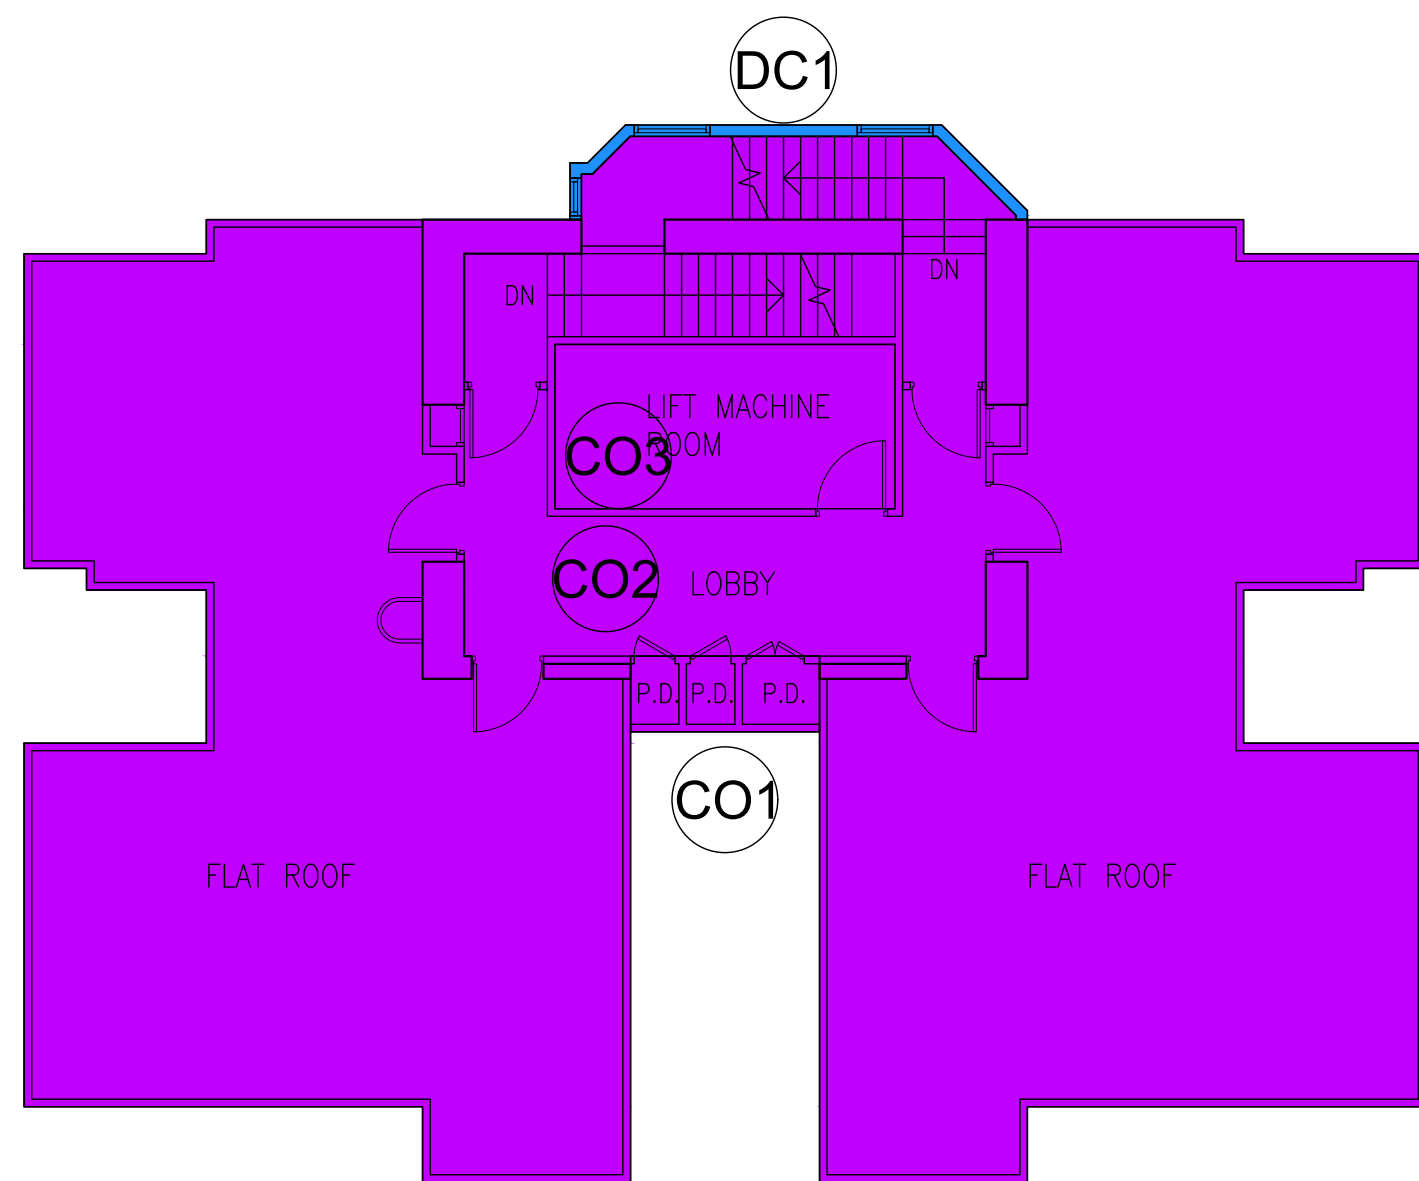 DC1
DN
DN
LIFT MACHINE
ROOM
CO3
CO2
LOBBY
P.D.
P.D.
P.D.
CO1
FLAT ROOF
FLAT ROOF